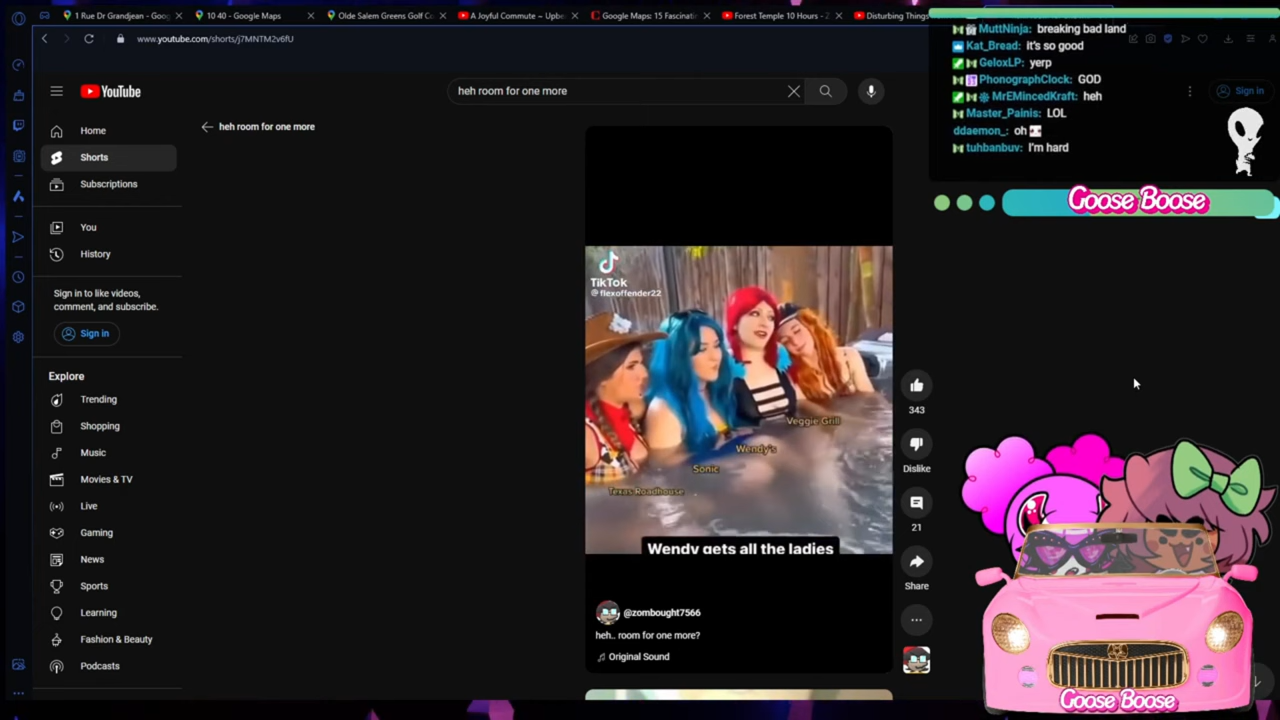 1 Rue Dr Grandjean - Goog
10 40 - Google Maps
Olde Salem Greens Golf C
A Joyful Commute ~ Upbe
Google Maps: 15 Fascinati
Forest Temple 10 Hours - Z
Disturbing Things
www.youtube.com/shorts/j7MNTM2v6fU
YouTube
heh room for one more
Sign in
Home
Shorts
Subscriptions
You
History
Sign in to like videos,
comment, and subscribe.
Sign in
Explore
Trending
Shopping
Music
Movies & TV
Live
Gaming
News
Sports
Learning
Fashion & Beauty
Podcasts
heh room for one more
TikTok
@flexoffender22
Veggie Grill
Wendy's
Sonic
Texas Roadhouse
Wendy gets all the ladies
@zombought7566
heh.. room for one more?
Original Sound
343
Dislike
21
Share
MuttNinja: breaking bad land
Kat_Bread: it's so good
GeloxLP: yerp
PhonographClock: GOD
MrEMincedKraft: heh
Master_Painis: LOL
ddaemon_: oh
tuhbanbuv: I'm hard
Goose Boose
Goose Boose